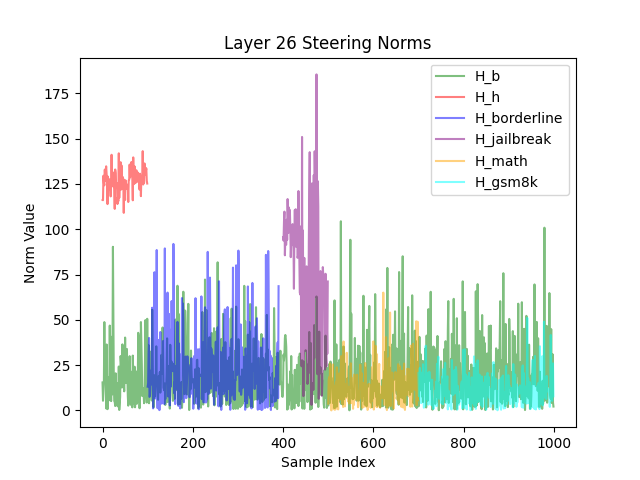 Layer 26 Steering Norms
Norm Value
175
150
125
100
75
50
25
0
0
200
400
600
800
1000
Sample Index
H_b
H_h
H_borderline
H_jailbreak
H_math
H_gsm8k